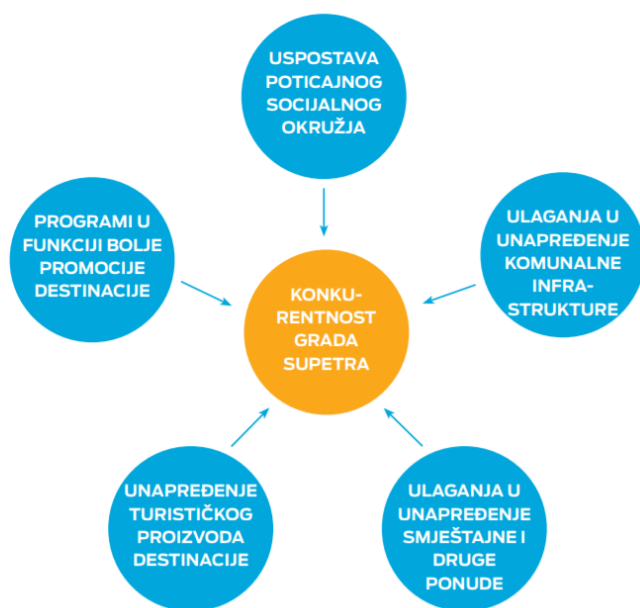 USPOSTAVA
POTICAJNOG
SOCIJALNOG
OKRUŽJA
PROGRAMI U
FUNKCIJI BOLJE
PROMOCIJE
DESTINACIJE
ULAGANJA U
UNAPREĐENJE
KOMUNALNE
INFRA-
STRUKTURE
KONKU-
RENTNOST
GRADA
SUPETRA
UNAPREĐENJE
TURISTIČKOG
PROIZVODA
DESTINACIJE
ULAGANJA U
UNAPREĐENJE
SMJEŠTAJNE I
DRUGE
PONUDE